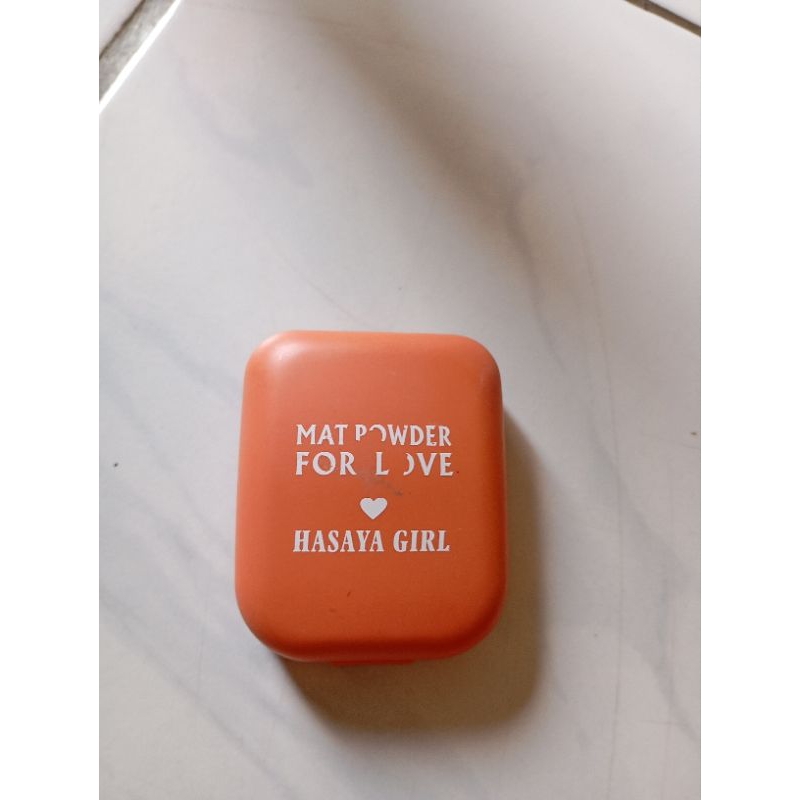 MAT POWDER
FOR LOVE
HASAYA GIRL